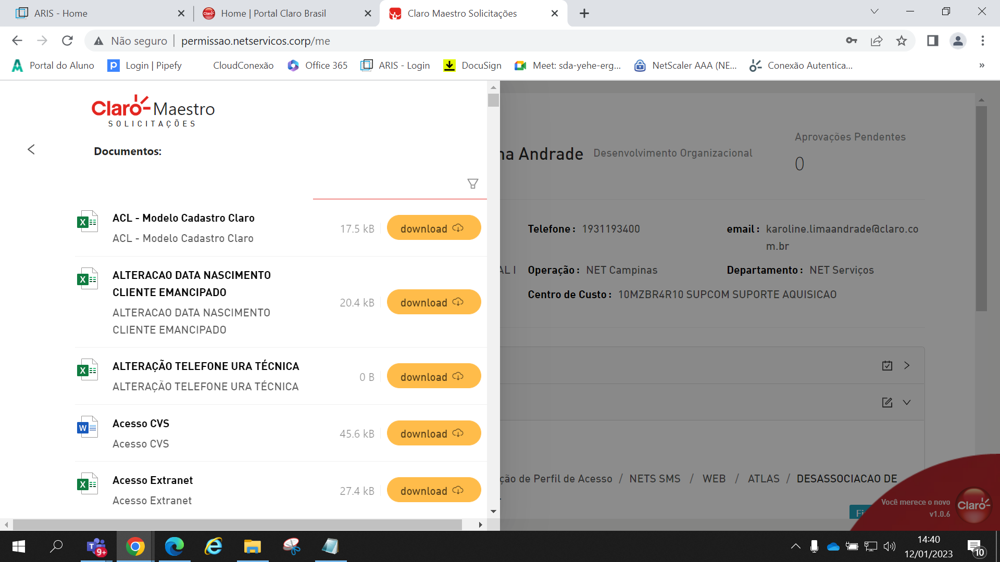 ARIS - Home
Home | Portal Claro Brasil
Claro Maestro Solicitações
Não seguro
permissao.netservicos.corp/me
Portal do Aluno
Login | Pipefy
CloudConexão
Office 365
ARIS - Login
DocuSign
Meet: sda-yehe-erg...
NetScaler AAA (NE...
Conexão Autentica...
»
Claro Maestro
SOLICITAÇÕES
Documentos:
ACL - Modelo Cadastro Claro
ACL - Modelo Cadastro Claro
17.5 kB
download
ALTERACAO DATA NASCIMENTO
CLIENTE EMANCIPADO
ALTERACAO DATA NASCIMENTO
CLIENTE EMANCIPADO
20.4 kB
download
ALTERAÇÃO TELEFONE URA TÉCNICA
ALTERAÇÃO TELEFONE URA TÉCNICA
0 B
download
Acesso CVS
Acesso CVS
45.6 kB
download
Acesso Extranet
Acesso Extranet
27.4 kB
download
na Andrade
Desenvolvimento Organizacional
Aprovações Pendentes
0
Telefone : 1931193400
email : karoline.limaandrade@claro.co
m.br
AL I
Operação : NET Campinas
Departamento : NET Serviços
Centro de Custo : 10MZBR4R10 SUPCOM SUPORTE AQUISICAO
ção de Perfil de Acesso / NETS SMS / WEB / ATLAS / DESASSOCIACAO DE
Você merece o novo
v1.0.6
Claro
9+
14:40
12/01/2023
10